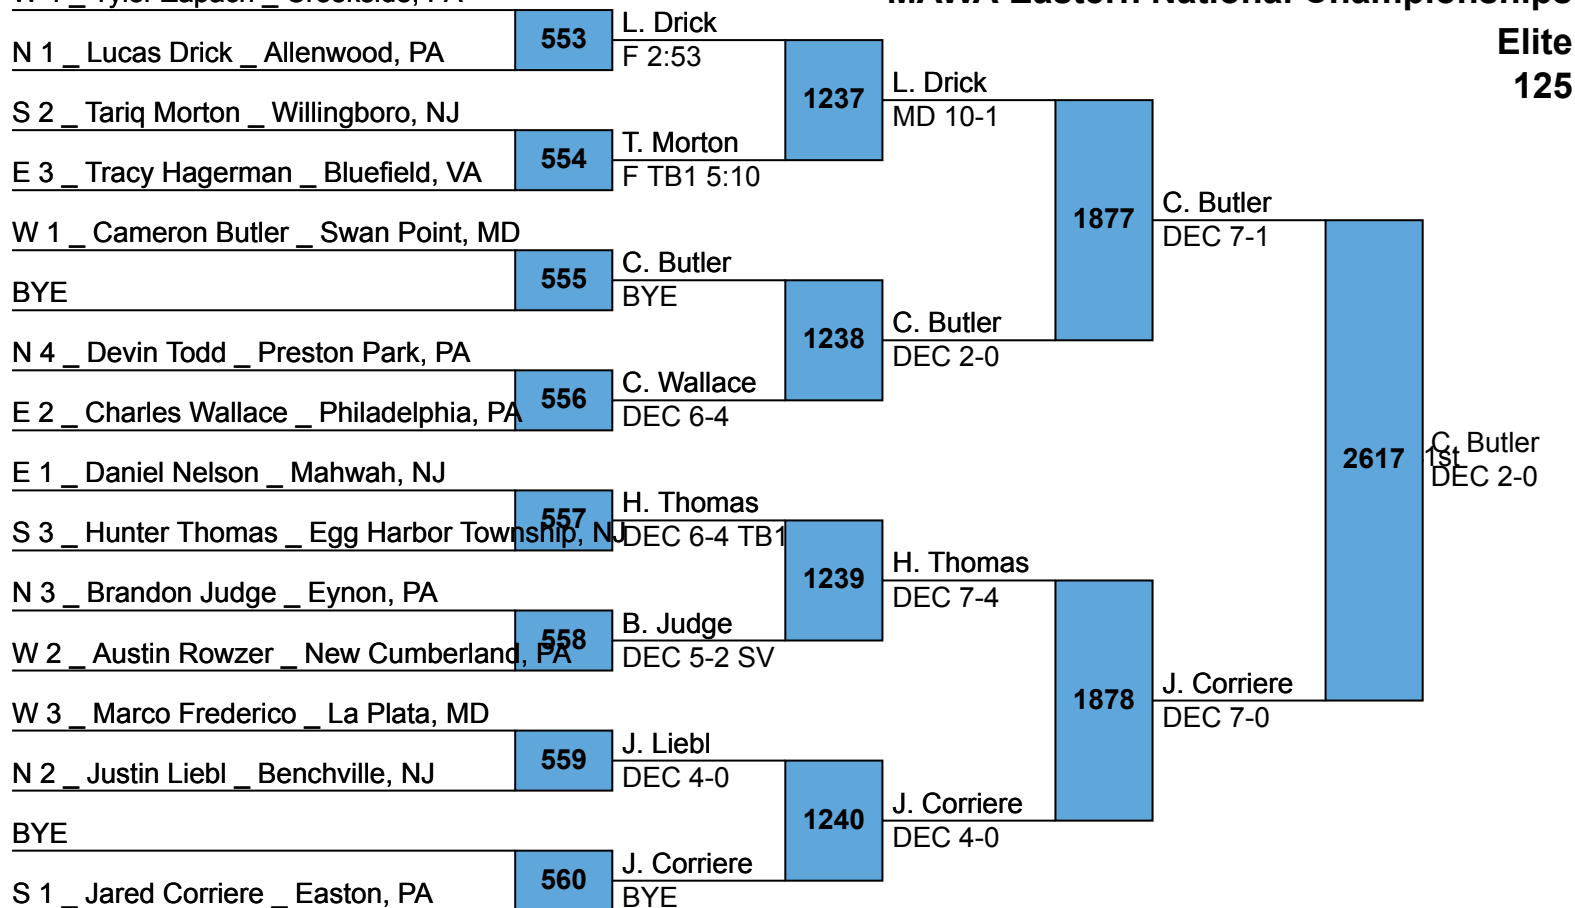 MAWA Eastern National Championships
Elite
125
N 1 _ Lucas Drick _ Allenwood, PA
S 2 _ Tariq Morton _ Willingboro, NJ
E 3 _ Tracy Hagerman _ Bluefield, VA
W 1 _ Cameron Butler _ Swan Point, MD
BYE
N 4 _ Devin Todd _ Preston Park, PA
E 2 _ Charles Wallace _ Philadelphia, PA
E 1 _ Daniel Nelson _ Mahwah, NJ
S 3 _ Hunter Thomas _ Egg Harbor Township, NJ
N 3 _ Brandon Judge _ Eynon, PA
W 2 _ Austin Rowzer _ New Cumberland, PA
W 3 _ Marco Frederico _ La Plata, MD
N 2 _ Justin Liebl _ Benchville, NJ
BYE
S 1 _ Jared Corriere _ Easton, PA
553
554
555
556
557
558
559
560
L. Drick
F 2:53
T. Morton
F TB1 5:10
C. Butler
BYE
C. Wallace
DEC 6-4
H. Thomas
DEC 6-4 TB1
B. Judge
DEC 5-2 SV
J. Liebl
DEC 4-0
J. Corriere
BYE
1237
1238
1239
1240
L. Drick
MD 10-1
C. Butler
DEC 2-0
H. Thomas
DEC 7-4
J. Corriere
DEC 4-0
1877
1878
C. Butler
DEC 7-1
J. Corriere
DEC 7-0
2617
1st
C. Butler
DEC 2-0